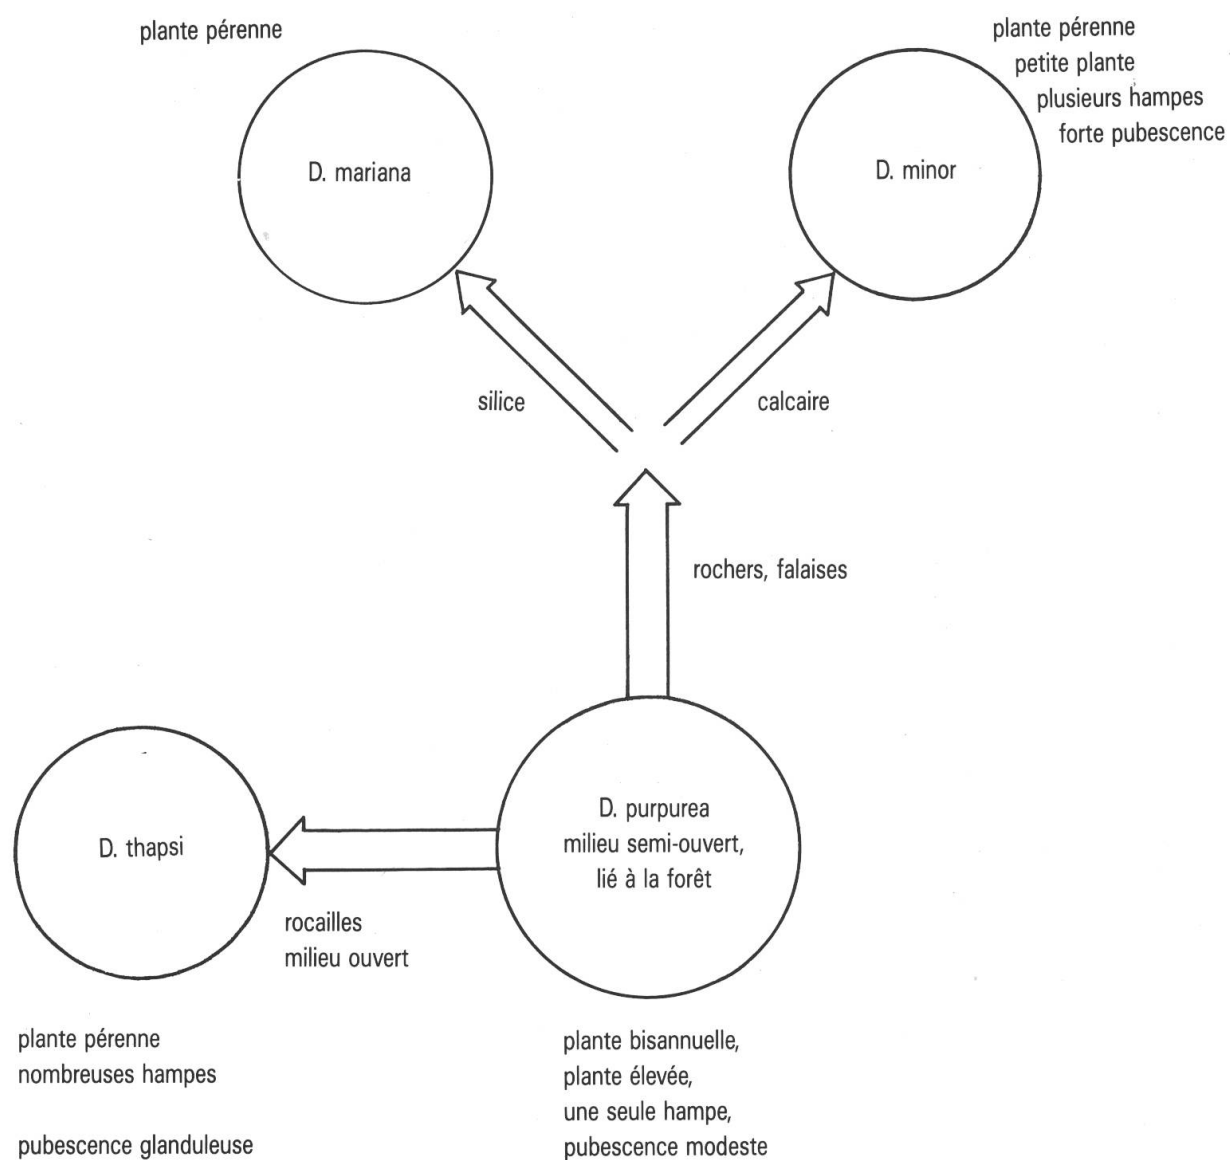 plante pérenne
D. mariana
plante pérenne
petite plante
plusieurs hampes
forte pubescence
D. minor
silice
calcaire
rochers, falaises
D. thapsi
D. purpurea
milieu semi-ouvert,
lié à la forêt
rocailles
milieu ouvert
plante pérenne
nombreuses hampes
pubescence glanduleuse
plante bisannuelle,
plante élevée,
une seule hampe,
pubescence modeste